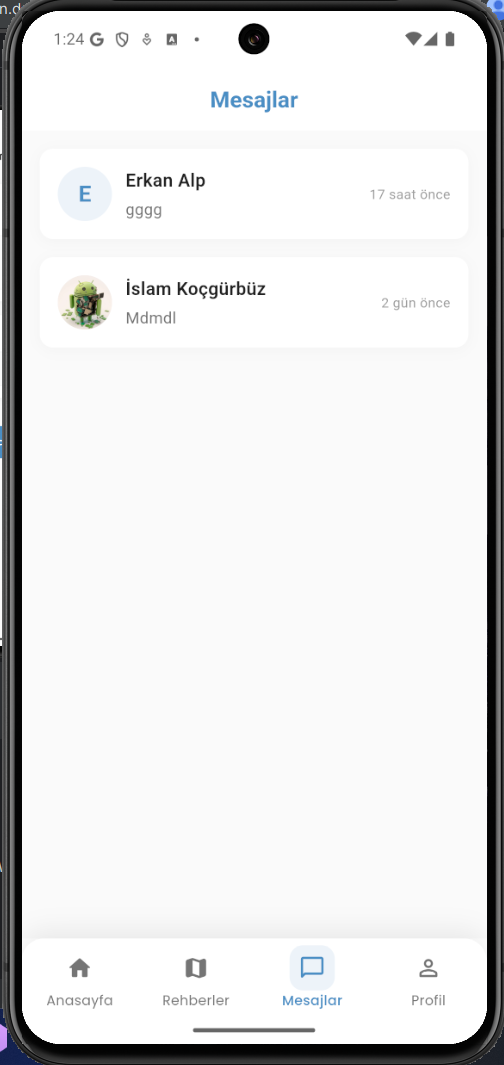 1:24
Mesajlar
E
Erkan Alp
17 saat önce
gggg
İslam Koçgürbüz
2 gün önce
Mdmdl
Anasayfa
Rehberler
Mesajlar
Profil